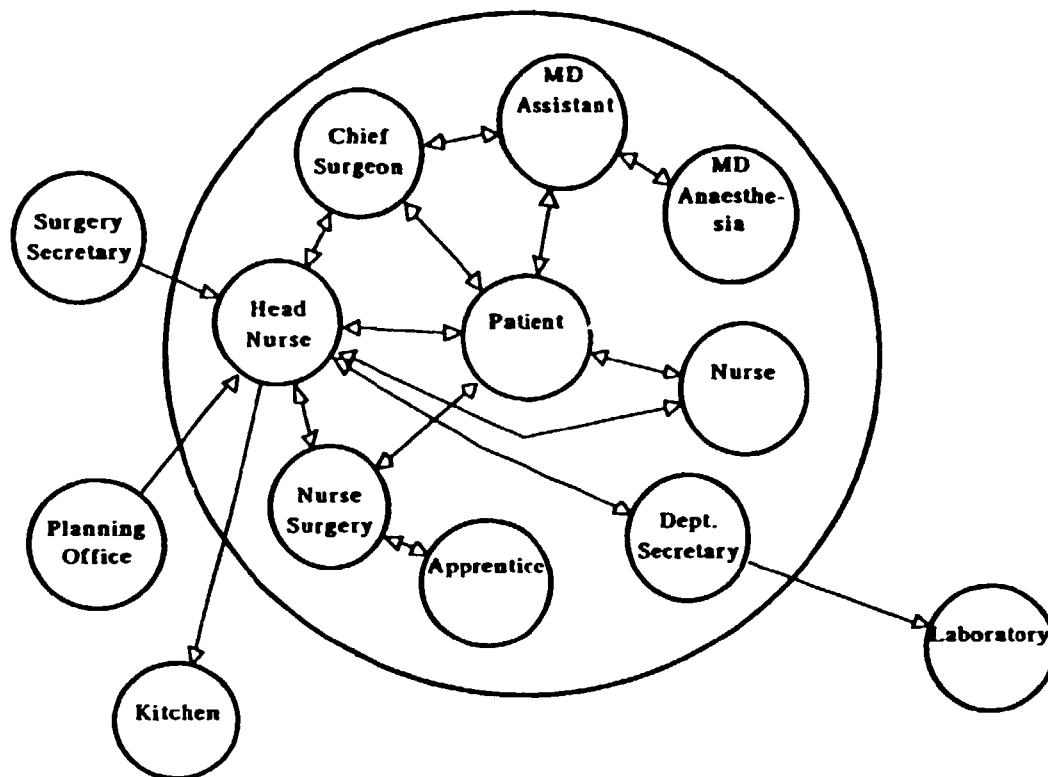 MD
Assistant
Chief
Surgeon
MD
Anaesthe-
sia
Surgery
Secretary
Head
Nurse
Patient
Nurse
Nurse
Surgery
Dept.
Secretary
Planning
Office
Apprentice
Laboratory
Kitchen